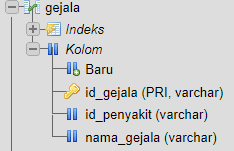 gejala
Indeks
Kolom
Baru
id_gejala (PRI, varchar)
id_penyakit (varchar)
nama_gejala (varchar)